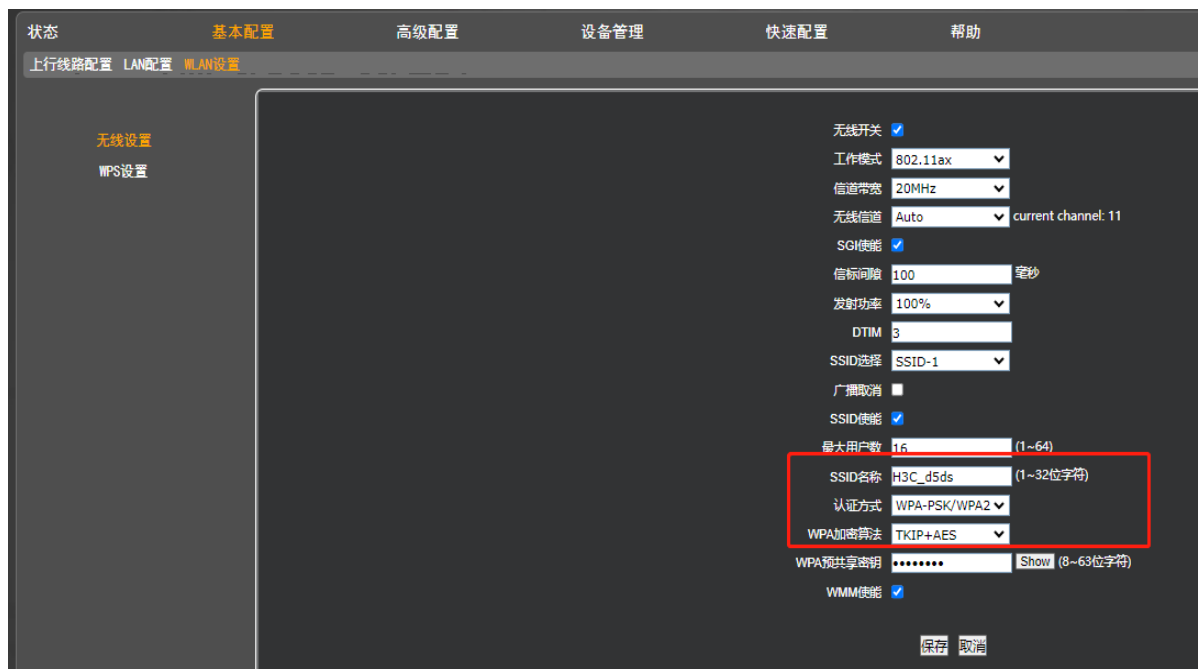 状态 基本配置 高级配置 设备管理 快速配置 帮助
上行线路配置 LAN配置 WLAN设置
无线设置
WPS设置
无线开关
工作模式 802.11ax
信道带宽 20MHz
无线信道 Auto current channel: 11
SGI使能
信标间隙 100 毫秒
发射功率 100%
DTIM 3
SSID选择 SSID-1
广播取消
SSID使能
最大用户数 16 (1~64)
SSID名称 H3C_d5ds (1~32位字符)
认证方式 WPA-PSK/WPA2
WPA加密算法 TKIP+AES
WPA预共享密钥 •••••••• Show (8~63位字符)
WMM使能
保存 取消